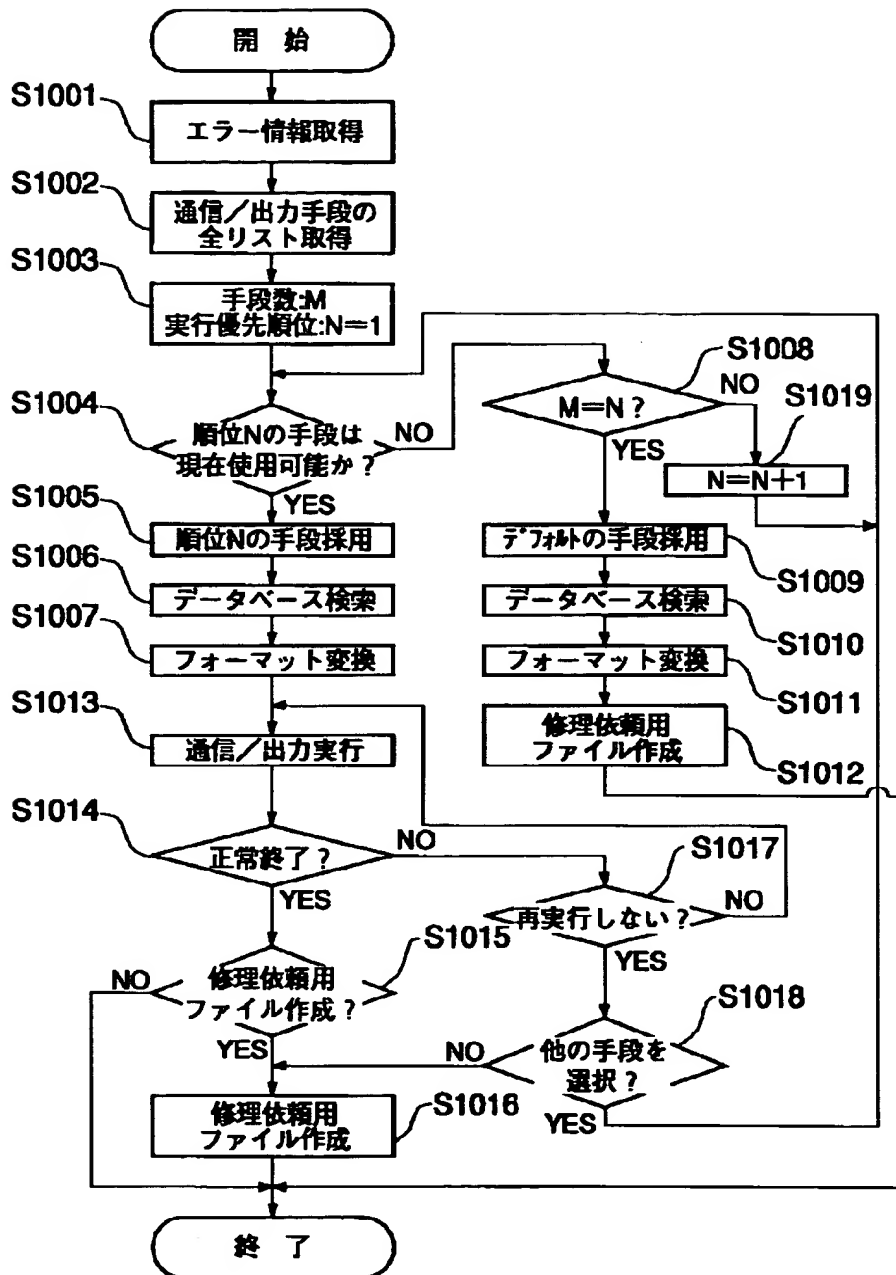 開 始
S1001
エラー情報取得
S1002
通信／出力手段の
全リスト取得
S1003
手段数:M
実行優先順位:N＝1
S1004
順位Nの手段は
現在使用可能か？
NO
YES
S1008
M＝N？
NO
YES
S1019
N＝N＋1
S1005
順位Nの手段採用
デフォルトの手段採用
S1009
S1006
データベース検索
データベース検索
S1010
S1007
フォーマット変換
フォーマット変換
S1011
修理依頼用
ファイル作成
S1012
S1013
通信／出力実行
S1014
正常終了？
NO
YES
S1017
再実行しない？
NO
YES
S1015
修理依頼用
ファイル作成？
NO
YES
S1018
他の手段を
選択？
NO
YES
S1016
修理依頼用
ファイル作成
終 了